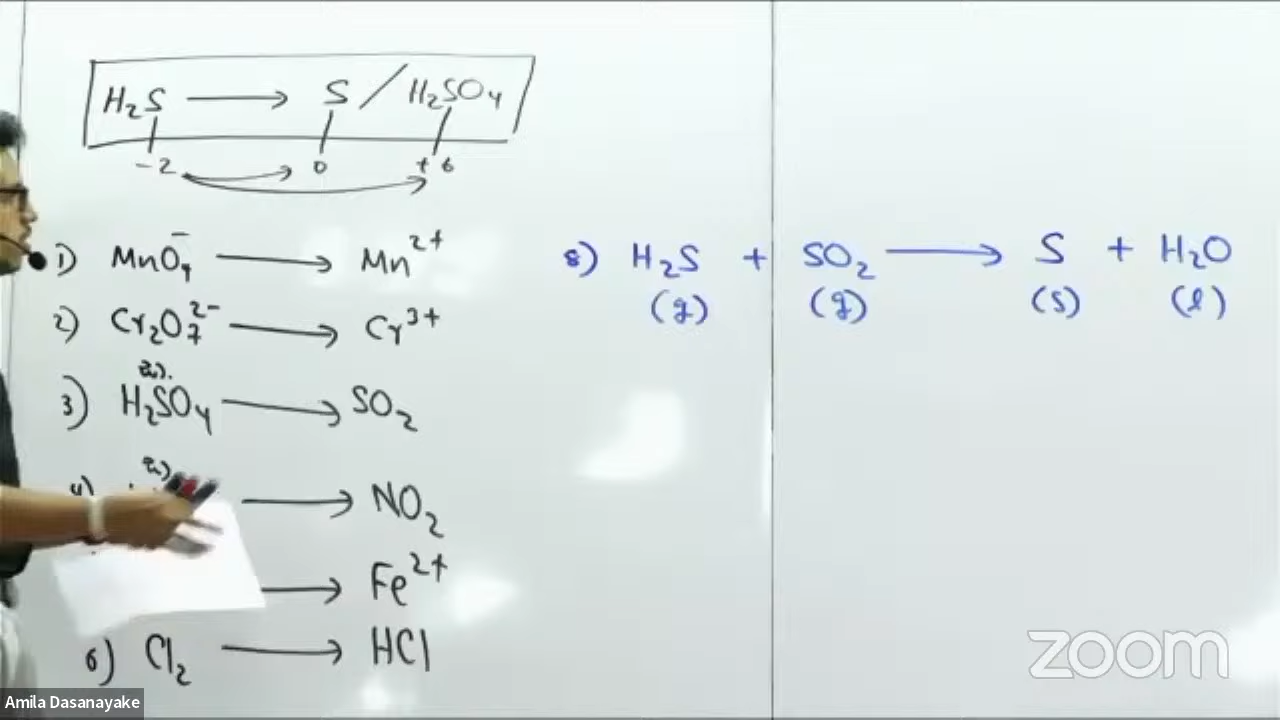 H₂S ⟶ S / H₂SO₄
-2 0 +6
1) MnO₄⁻ ⟶ Mn²⁺
2) Cr₂O₇²⁻ ⟶ Cr³⁺
3) H₂SO₄ ⟶ SO₂
4) ⟶ NO₂
⟶ Fe²⁺
6) Cl₂ ⟶ HCl
8) H₂S + SO₂ ⟶ S + H₂O
(g) (g) (s) (l)
zoom
Amila Dasanayake